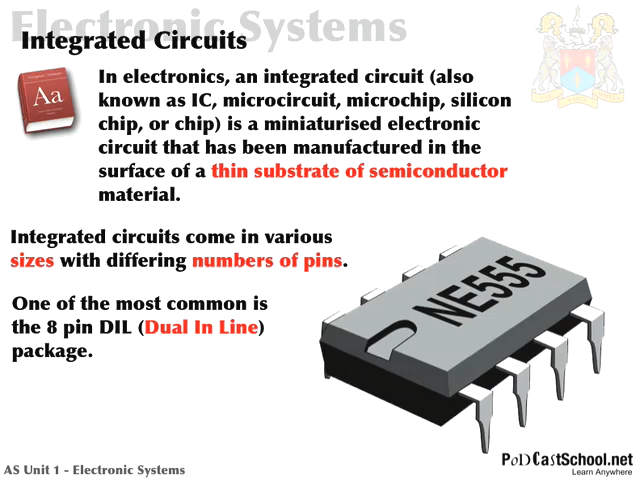 Electronic Systems
Integrated Circuits
Aa
In electronics, an integrated circuit (also
known as IC, microcircuit, microchip, silicon
chip, or chip) is a miniaturised electronic
circuit that has been manufactured in the
surface of a thin substrate of semiconductor
material.
Integrated circuits come in various
sizes with differing numbers of pins.
One of the most common is
the 8 pin DIL (Dual In Line)
package.
NE555
AS Unit 1 - Electronic Systems
PoDCastSchool.net
Learn Anywhere